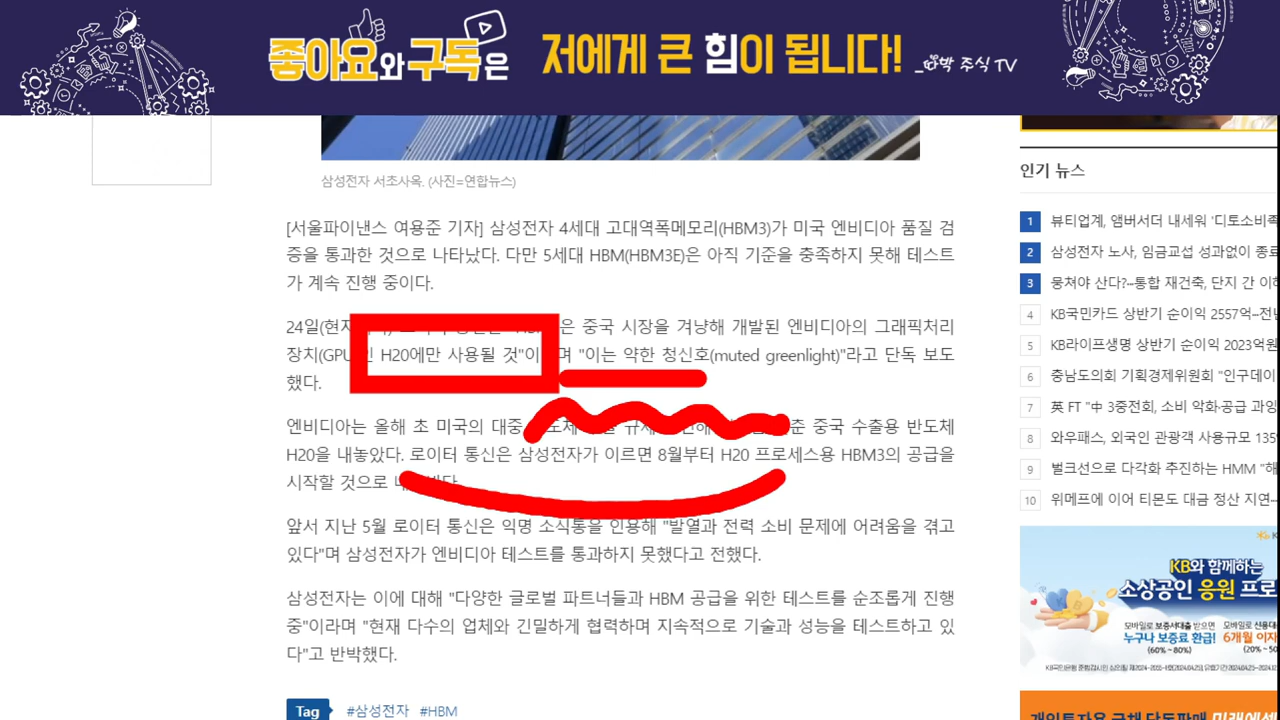 좋아요와 구독은 저에게 큰 힘이 됩니다!
박 주식 TV
삼성전자 서초사옥. (사진=연합뉴스)
[서울파이낸스 여용준 기자] 삼성전자 4세대 고대역폭메모리(HBM3)가 미국 엔비디아 품질 검
증을 통과한 것으로 나타났다. 다만 5세대 HBM(HBM3E)은 아직 기준을 충족하지 못해 테스트
가 계속 진행 중이다.
24일(현지 은 중국 시장을 겨냥해 개발된 엔비디아의 그래픽처리
장치(GPU 인 H20에만 사용될 것"이 며 "이는 약한 청신호(muted greenlight)"라고 단독 보도
했다.
엔비디아는 올해 초 미국의 대중 춘 중국 수출용 반도체
H20을 내놓았다. 로이터 통신은 삼성전자가 이르면 8월부터 H20 프로세스용 HBM3의 공급을
시작할 것으로
앞서 지난 5월 로이터 통신은 익명 소식통을 인용해 "발열과 전력 소비 문제에 어려움을 겪고
있다"며 삼성전자가 엔비디아 테스트를 통과하지 못했다고 전했다.
삼성전자는 이에 대해 "다양한 글로벌 파트너들과 HBM 공급을 위한 테스트를 순조롭게 진행
중"이라며 "현재 다수의 업체와 긴밀하게 협력하며 지속적으로 기술과 성능을 테스트하고 있
다"고 반박했다.
Tag #삼성전자 #HBM
인기 뉴스
1 뷰티업계, 앰버서더 내세워 '디토소비족
2 삼성전자 노사, 임금교섭 성과없이 종료
3 뭉쳐야 산다?···통합 재건축, 단지 간 이
4 KB국민카드 상반기 순이익 2557억···전년
5 KB라이프생명 상반기 순이익 2023억원
6 충남도의회 기획경제위원회 "인구데이
7 英 FT "中 3중전회, 소비 악화·공급 과잉
8 와우패스, 외국인 관광객 사용규모 135
9 벌크선으로 다각화 추진하는 HMM "해
10 위메프에 이어 티몬도 대금 정산 지연···
KB와 함께하는
소상공인 응원 프로
모바일로 보증서대출 받으면
누구나 보증료 환급!
(60% ~ 80%)
모바일로 신용대
6개월 이자
(20% ~ 50